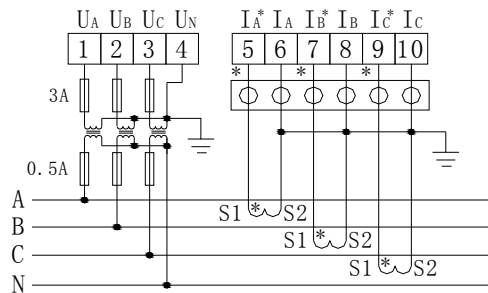 UA UB UC UN IA* IA IB* IB IC* IC
1 2 3 4 5 6 7 8 9 10
* * *
3A
0.5A
A
S1 * S2
B
S1 * S2
C
S1 * S2
N